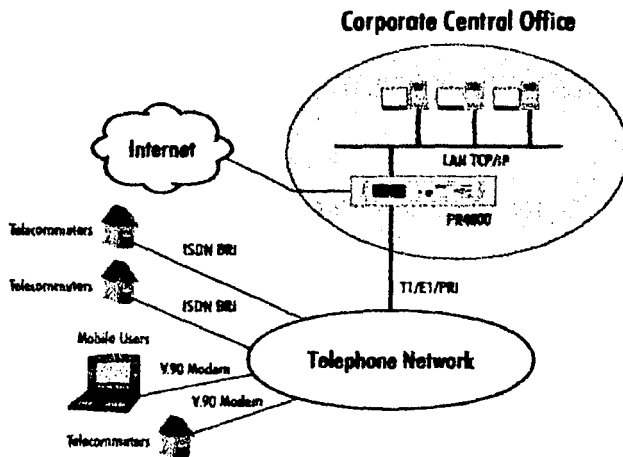 Corporate Central Office
Internet
LAN TCP/IP
PR4000
Telecommuters
ISDN BRI
T1/E1/PRI
Telecommuters
ISDN BRI
Mobile Users
V.90 Modem
Telephone Network
V.90 Modem
Telecommuters